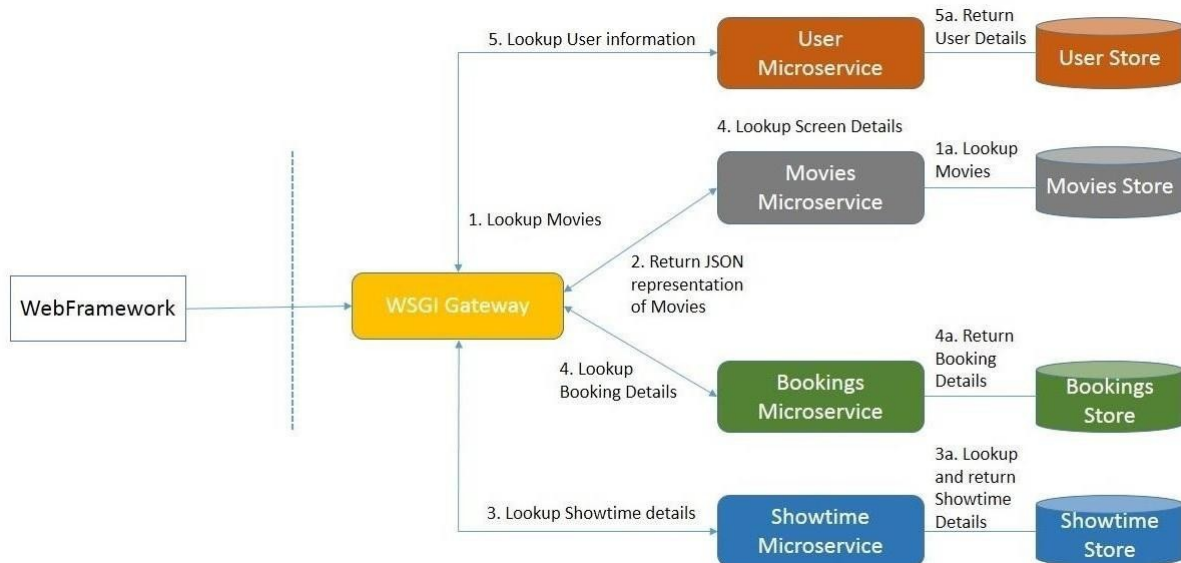 5a. Return
User Details
5. Lookup User information
User
Microservice
User Store
4. Lookup Screen Details
1a. Lookup
Movies
Movies
Microservice
Movies Store
1. Lookup Movies
2. Return JSON
representation
of Movies
WebFramework
WSGI Gateway
4. Lookup
Booking Details
4a. Return
Booking
Details
Bookings
Microservice
Bookings
Store
3a. Lookup
and return
Showtime
Details
3. Lookup Showtime details
Showtime
Microservice
Showtime
Store